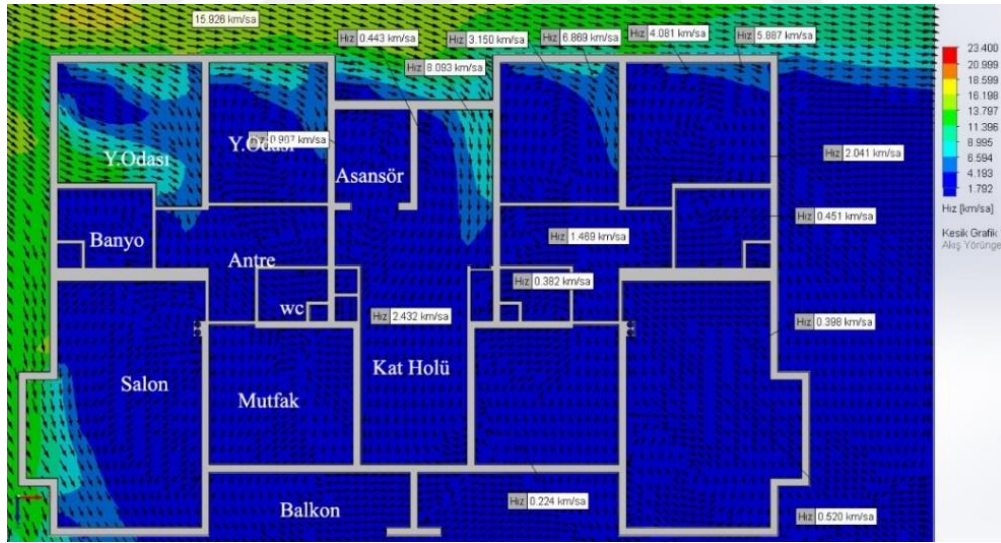 15.926 km/sa
Hız 0.443 km/sa
Hız 3.150 km/sa
Hız 6.869 km/sa
Hız 4.081 km/sa
Hız 5.887 km/sa
Hız 8.093 km/sa
Hız 0.907 km/sa
Y.Odası
Y.Odası
Asansör
Hız 2.041 km/sa
Hız 0.451 km/sa
Banyo
Hız 1.469 km/sa
Antre
Hız 0.382 km/sa
wc
Hız 2.432 km/sa
Hız 0.398 km/sa
Kat Holü
Salon
Mutfak
Hız 0.224 km/sa
Balkon
Hız 0.520 km/sa
23.400
20.999
18.599
16.198
13.797
11.396
8.995
6.594
4.193
1.792
Hız [km/sa]
Kesik Grafik
Akış Yörünge